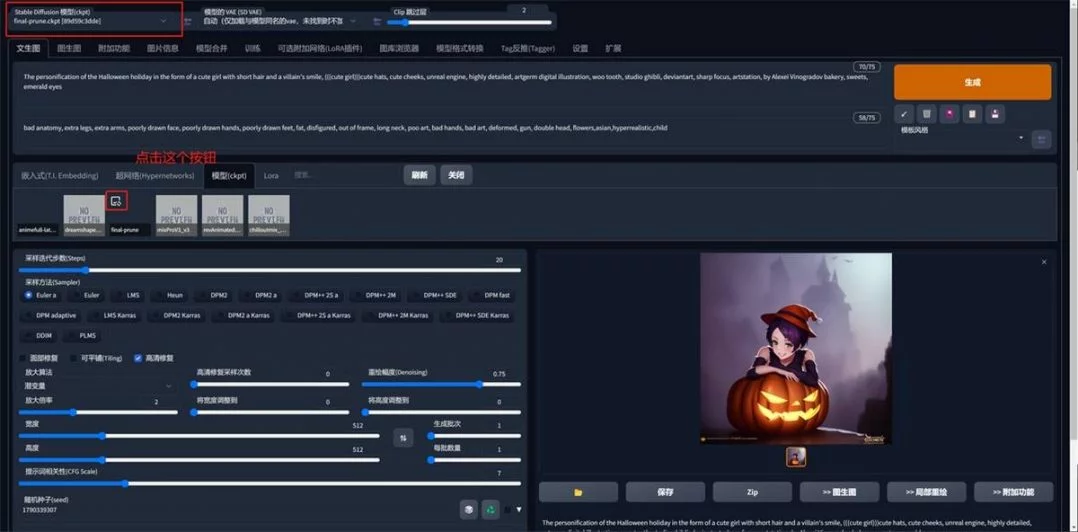 Stable Diffusion 模型(ckpt)
final-prune.ckpt [89d59c3dde]
模型的 VAE (SD VAE)
自动（仅加载与模型同名的vae，未找到时不加
Clip 跳过层
2
文生图 图生图 附加功能 图片信息 模型合并 训练 可选附加网络(LoRA插件) 图库浏览器 模型格式转换 Tag反推(Tagger) 设置 扩展
70/75
The personification of the Halloween holiday in the form of a cute girl with short hair and a villain's smile, (((cute girl)))cute hats, cute cheeks, unreal engine, highly detailed, artgerm digital illustration, woo tooth, studio ghibli, deviantart, sharp focus, artstation, by Alexei Vinogradov bakery, sweets,
emerald eyes
生成
58/75
bad anatomy, extra legs, extra arms, poorly drawn face, poorly drawn hands, poorly drawn feet, fat, disfigured, out of frame, long neck, poo art, bad hands, bad art, deformed, gun, double head, flowers,asian,hyperrealistic,child
模板风格
点击这个按钮
嵌入式(T.I. Embedding) 超网络(Hypernetworks) 模型(ckpt) Lora 搜索... 刷新 关闭
NO PREVIEW NO PREVIEW NO PREVIEW NO PREVIEW
animefull-lat... dreamshape... final-prune mixProV3_v3 revAnimated... chilloutmix_...
采样迭代步数(Steps) 20
采样方法(Sampler)
Euler a Euler LMS Heun DPM2 DPM2 a DPM++ 2S a DPM++ 2M DPM++ SDE DPM fast
DPM adaptive LMS Karras DPM2 Karras DPM2 a Karras DPM++ 2S a Karras DPM++ 2M Karras DPM++ SDE Karras
DDIM PLMS
面部修复 可平铺(Tiling) 高清修复
放大算法 高清修复采样次数 0 重绘幅度(Denoising) 0.75
潜变量
放大倍率 2 将宽度调整到 0 将高度调整到 0
宽度 512 生成批次 1
高度 512 每批数量 1
提示词相关性(CFG Scale) 7
随机种子(seed)
1790339307
保存 Zip >> 图生图 >> 局部重绘 >> 附加功能
The personification of the Halloween holiday in the form of a cute girl with short hair and a villain's smile, (((cute girl)))cute hats, cute cheeks, unreal engine, highly detailed,